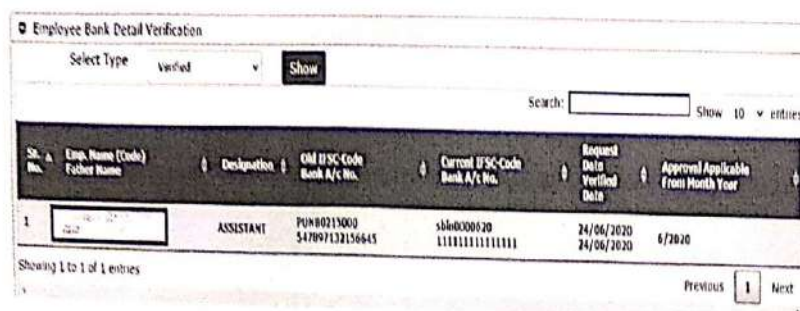 Employee Bank Detail Verification
Select Type Verified Show
Search: Show 10 entries
Sr. No. Emp. Name (Code) Father Name Designation Old IFSC-Code Bank A/c No. Current IFSC-Code Bank A/c No. Request Date Verified Date Approval Applicable From Month Year
1 ASSISTANT PUNB0215000 sbin0000620 24/06/2020 6/2020
547897132156645 111111111111111 24/06/2020
Showing 1 to 1 of 1 entries
Previous 1 Next